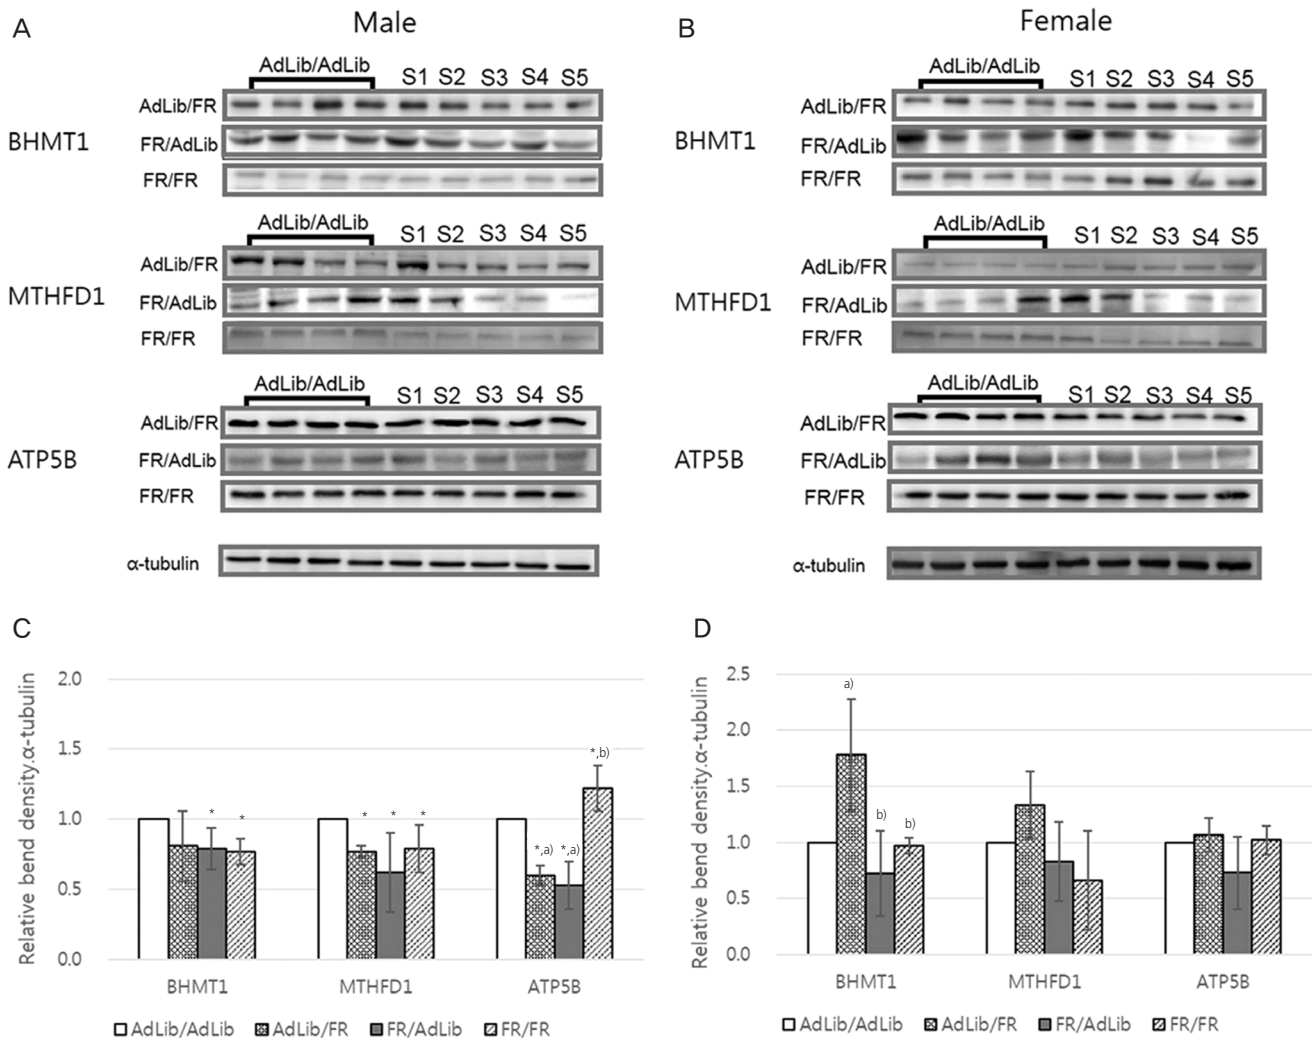 A
Male
AdLib/AdLib S1 S2 S3 S4 S5
AdLib/FR
BHMT1
FR/AdLib
FR/FR
AdLib/AdLib S1 S2 S3 S4 S5
AdLib/FR
MTHFD1
FR/AdLib
FR/FR
AdLib/AdLib S1 S2 S3 S4 S5
AdLib/FR
ATP5B
FR/AdLib
FR/FR
α-tubulin
B
Female
AdLib/AdLib S1 S2 S3 S4 S5
AdLib/FR
BHMT1
FR/AdLib
FR/FR
AdLib/AdLib S1 S2 S3 S4 S5
AdLib/FR
MTHFD1
FR/AdLib
FR/FR
AdLib/AdLib S1 S2 S3 S4 S5
AdLib/FR
ATP5B
FR/AdLib
FR/FR
α-tubulin
C
Relative bend density.α-tubulin
2.0
1.5
1.0
0.5
0.0
* *
* * *
*,a) *,a) *,b)
BHMT1 MTHFD1 ATP5B
AdLib/AdLib AdLib/FR FR/AdLib FR/FR
D
Relative bend density.α-tubulin
2.5
2.0
1.5
1.0
0.5
0.0
a)
b) b)
BHMT1 MTHFD1 ATP5B
AdLib/AdLib AdLib/FR FR/AdLib FR/FR